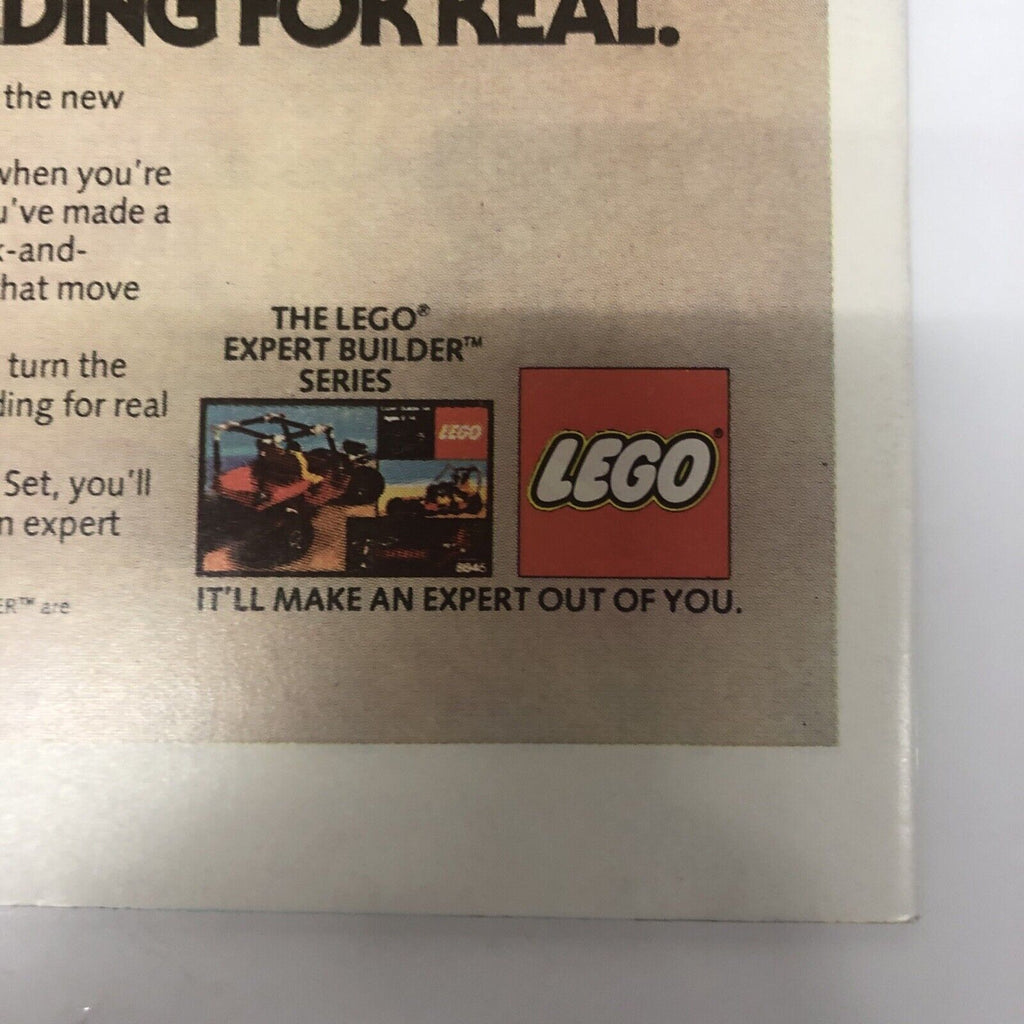 DING FOR REAL.
the new
when you're
u've made a
k-and-
hat move
turn the
ding for real
Set, you'll
n expert
ER™ are
THE LEGO®
EXPERT BUILDER™
SERIES
LEGO
8845
LEGO®
IT'LL MAKE AN EXPERT OUT OF YOU.